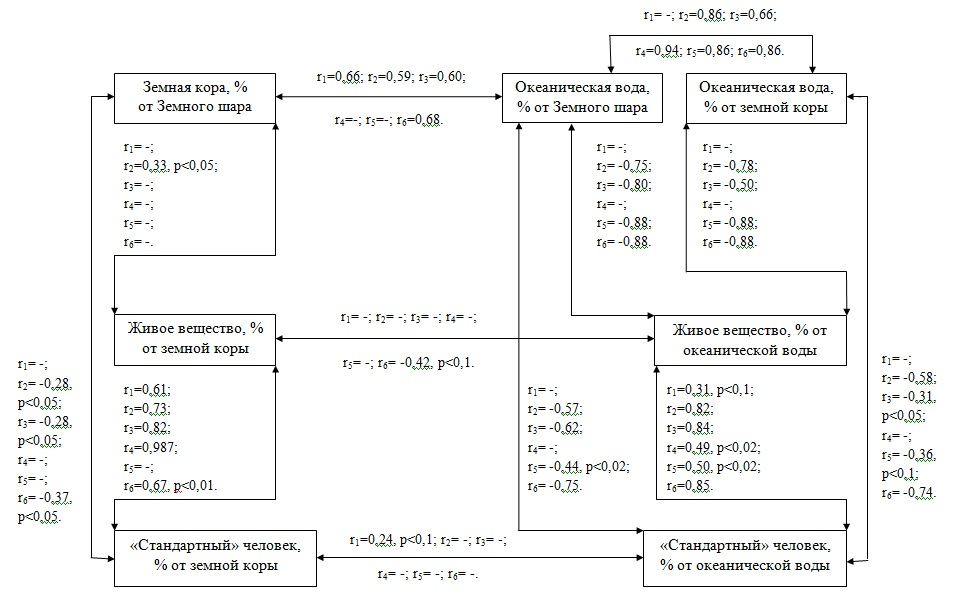 r1= -; r2=0,86; r3=0,66;
r4=0,94; r5=0,86; r6=0,86.
Земная кора, %
от Земного шара
r1=0,66; r2=0,59; r3=0,60;
r4=-; r5=-; r6=0,68.
Океаническая вода,
% от Земного шара
Океаническая вода,
% от земной коры
r1= -;
r2=0,33, p<0,05;
r3= -;
r4= -;
r5= -;
r6= -.
r1= -;
r2= -0,75;
r3= -0,80;
r4= -;
r5= -0,88;
r6= -0,88.
r1= -;
r2= -0,78;
r3= -0,50;
r4= -;
r5= -0,88;
r6= -0,88.
Живое вещество, %
от земной коры
r1= -; r2= -; r3= -; r4= -;
r5= -; r6= -0,42, p<0,1.
Живое вещество, % от
океанической воды
r1= -;
r2= -0,28,
p<0,05;
r3= -0,28,
p<0,05;
r4= -;
r5= -;
r6= -0,37,
p<0,05.
r1=0,61;
r2=0,73;
r3=0,82;
r4=0,987;
r5= -;
r6=0,67, p<0,01.
r1= -;
r2= -0,57;
r3= -0,62;
r4= -;
r5= -0,44, p<0,02;
r6= -0,75.
r1=0,31, p<0,1;
r2=0,82;
r3=0,84;
r4=0,49, p<0,02;
r5=0,50, p<0,02;
r6=0,85.
r1= -;
r2= -0,58;
r3= -0,31,
p<0,05;
r4= -;
r5= -0,36,
p<0,1;
r6= -0,74.
«Стандартный» человек,
% от земной коры
r1=0,24, p<0,1; r2= -; r3= -;
r4= -; r5= -; r6= -.
«Стандартный» человек,
% от океанической воды